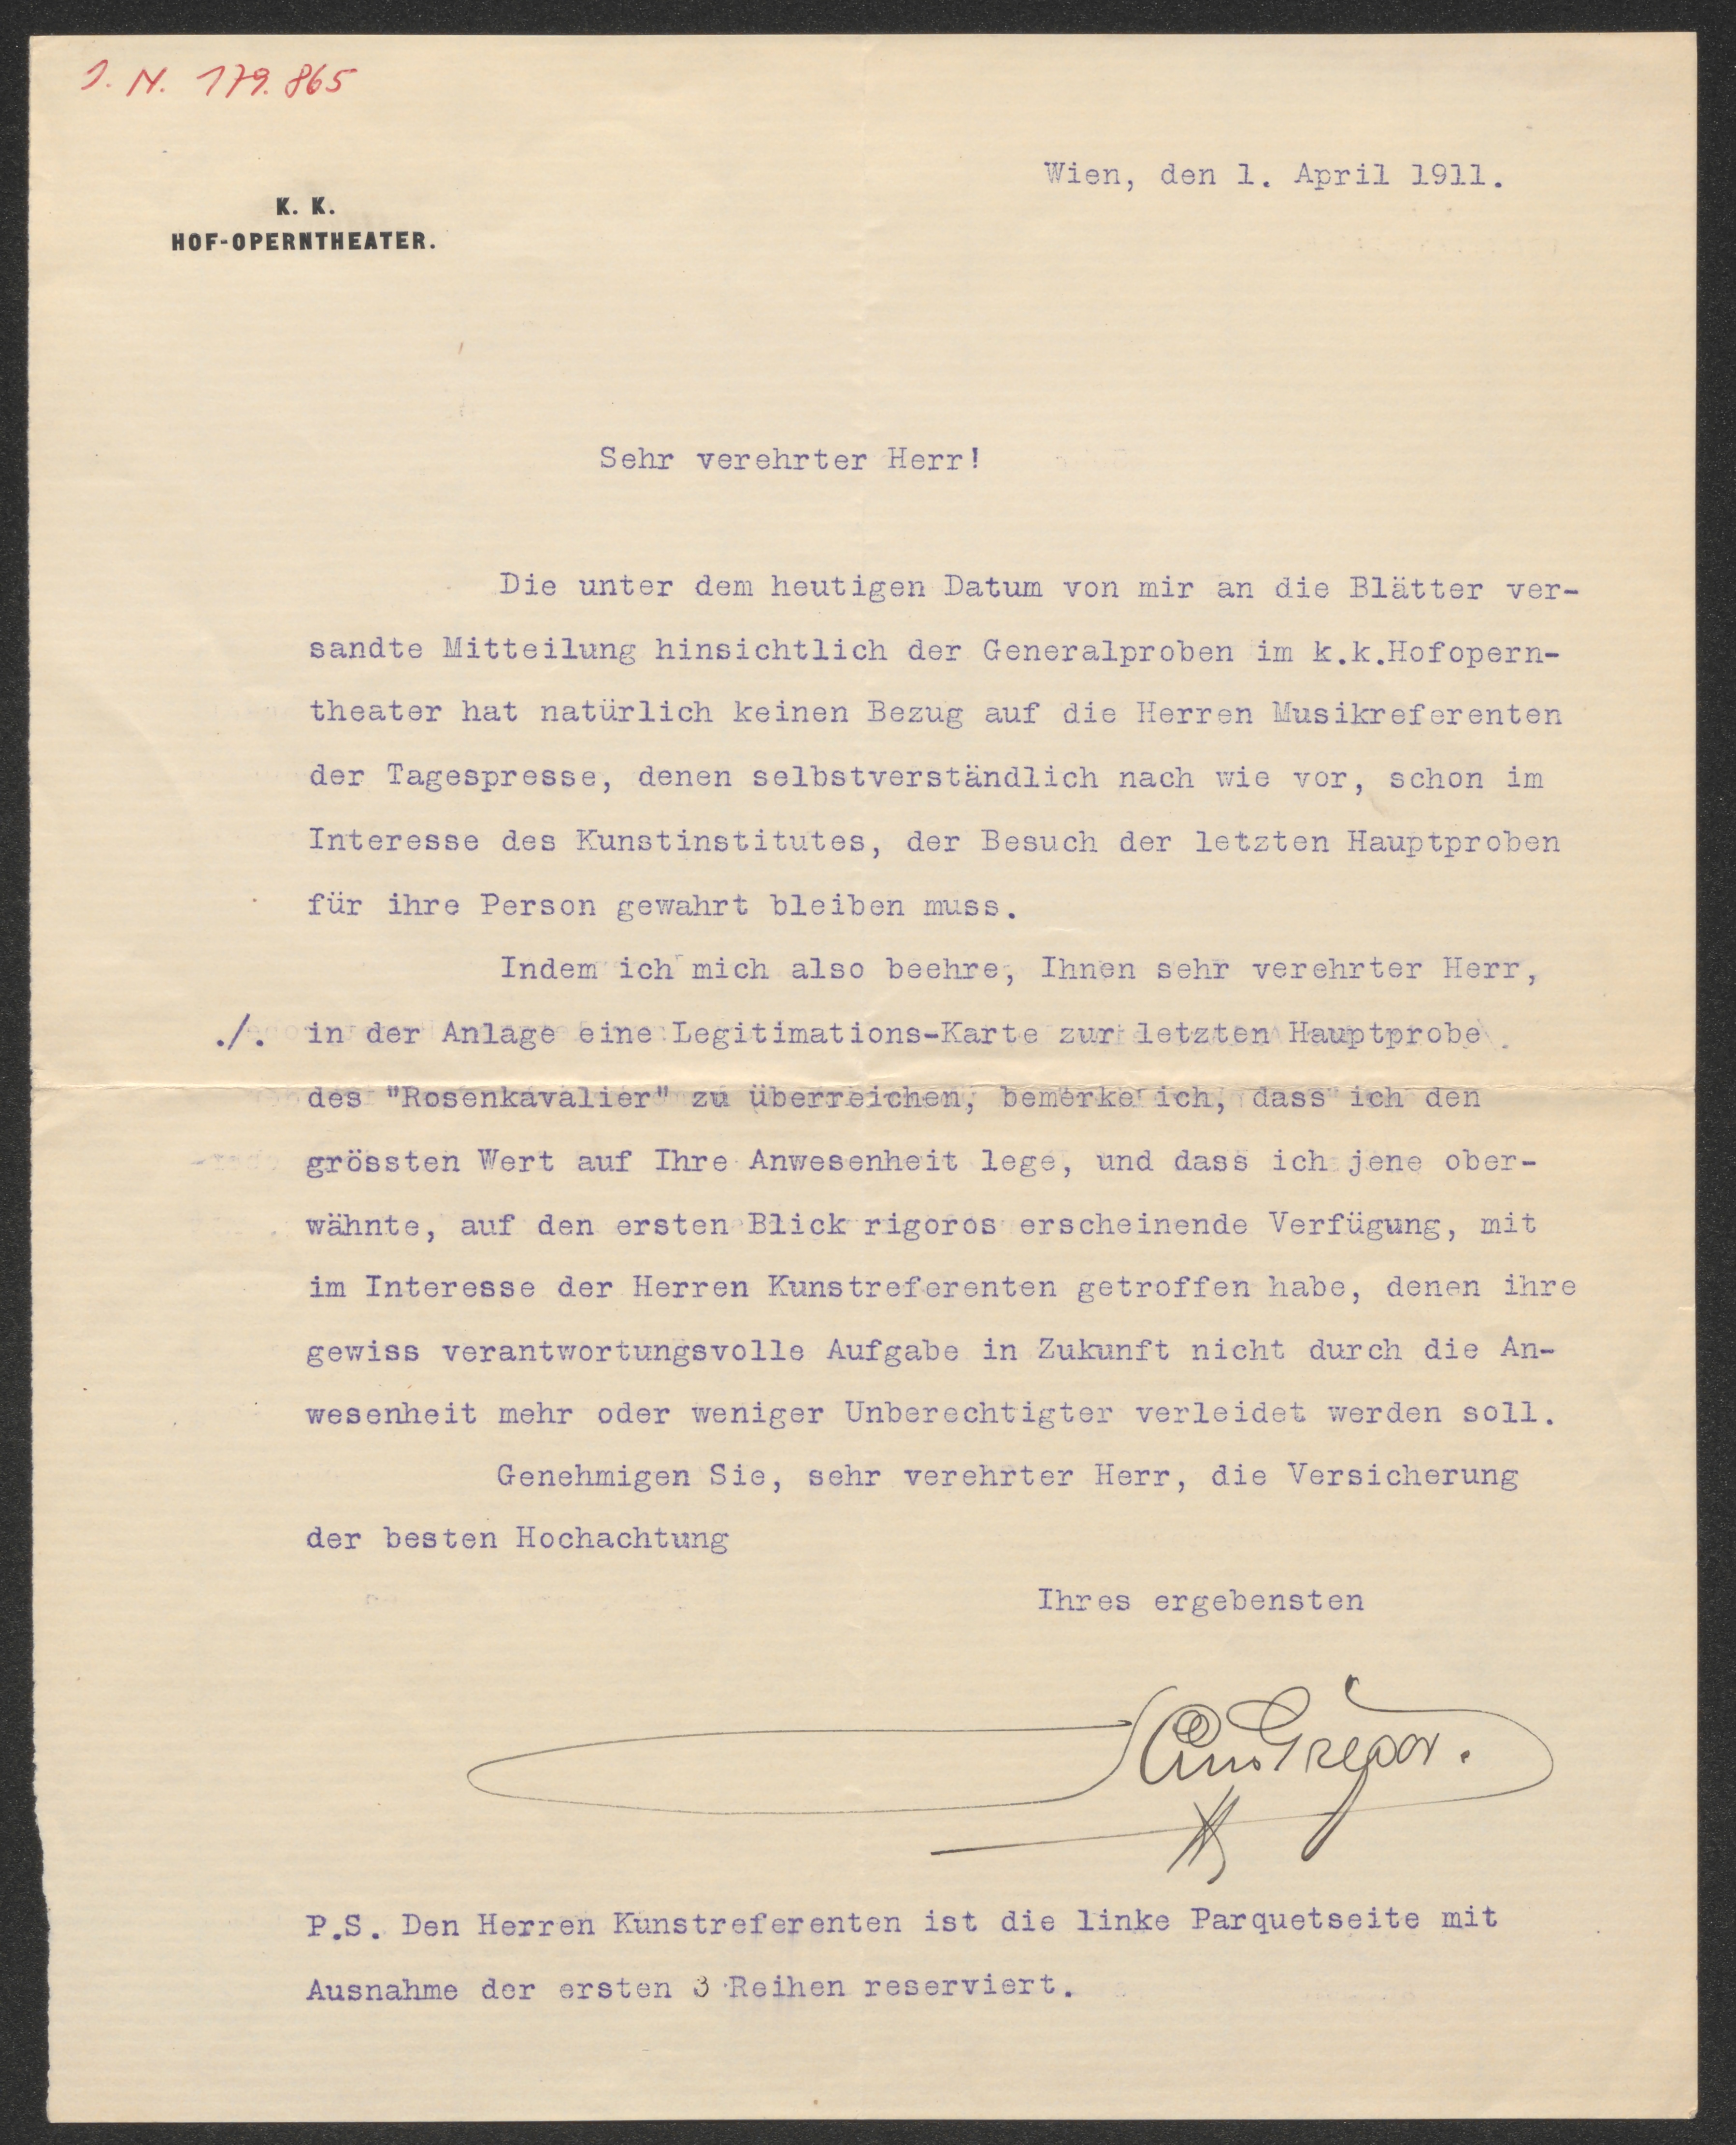 J. N. 179.865
Wien, den 1. April 1911.
K. K.
HOF-OPERNTHEATER.
Sehr verehrter Herr!
Die unter dem heutigen Datum von mir an die Blätter ver-
sandte Mitteilung hinsichtlich der Generalproben im k.k.Hofopern-
theater hat natürlich keinen Bezug auf die Herren Musikreferenten
der Tagespresse, denen selbstverständlich nach wie vor, schon im
Interesse des Kunstinstitutes, der Besuch der letzten Hauptproben
für ihre Person gewahrt bleiben muss.
Indem ich mich also beehre, Ihnen sehr verehrter Herr,
./. in der Anlage eine Legitimations-Karte zur letzten Hauptprobe
des "Rosenkavalier" zu überreichen, bemerke ich, dass ich den
grössten Wert auf Ihre Anwesenheit lege, und dass ich jene ober-
wähnte, auf den ersten Blick rigoros erscheinende Verfügung, mit
im Interesse der Herren Kunstreferenten getroffen habe, denen ihre
gewiss verantwortungsvolle Aufgabe in Zukunft nicht durch die An-
wesenheit mehr oder weniger Unberechtigter verleidet werden soll.
Genehmigen Sie, sehr verehrter Herr, die Versicherung
der besten Hochachtung
Ihres ergebensten
Gregor.
P.S. Den Herren Kunstreferenten ist die linke Parquetseite mit
Ausnahme der ersten 3 Reihen reserviert.